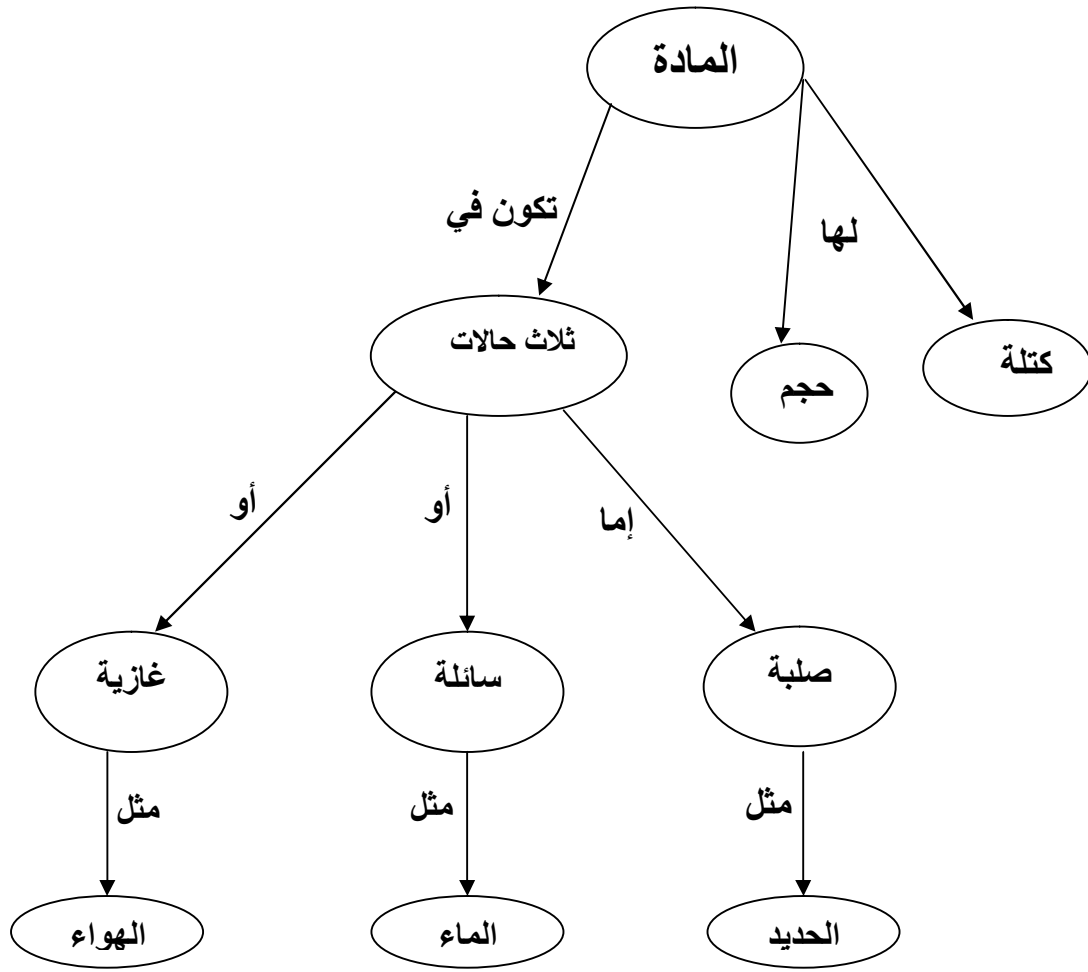 المادة
لها
تكون في
كتلة
حجم
ثلاث حالات
إما
أو
أو
صلبة
سائلة
غازية
مثل
مثل
مثل
الحديد
الماء
الهواء